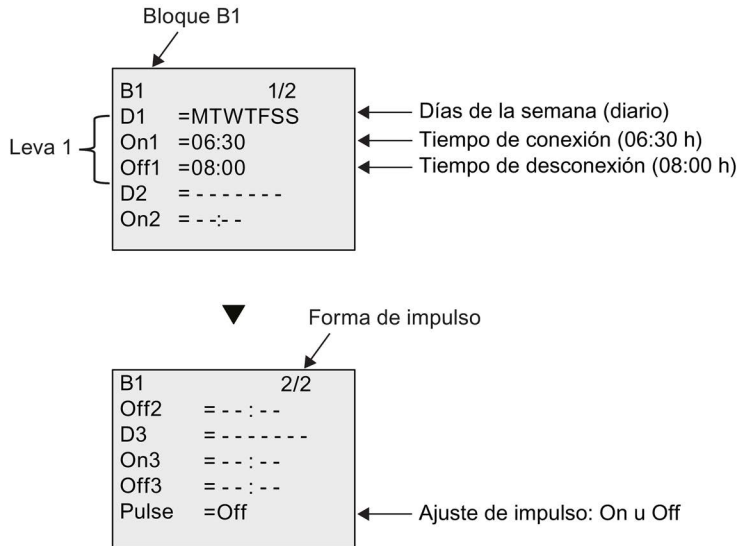 Bloque B1
B1 1/2
D1 =MTWTFSS
Días de la semana (diario)
Leva 1
On1 =06:30
Tiempo de conexión (06:30 h)
Off1 =08:00
Tiempo de desconexión (08:00 h)
D2 = - - - - - - -
On2 = - -:- -
Forma de impulso
B1 2/2
Off2 = - - : - -
D3 = - - - - - - -
On3 = - - : - -
Off3 = - - : - -
Pulse =Off
Ajuste de impulso: On u Off